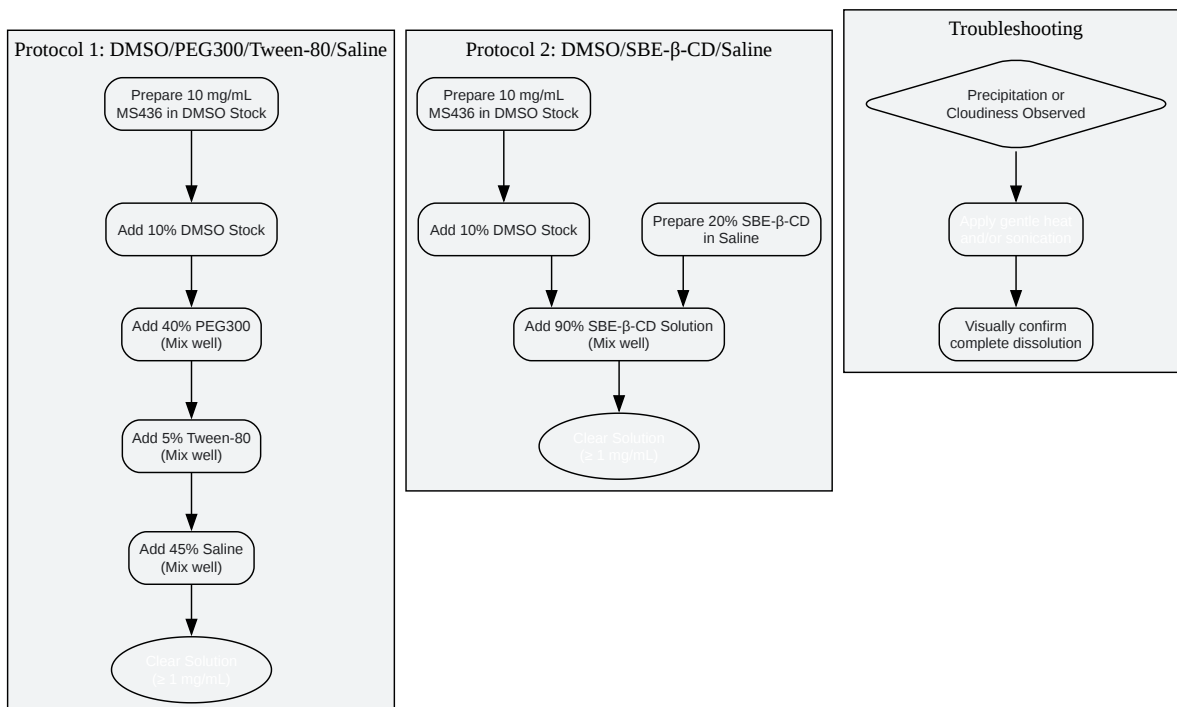 Protocol 1: DMSO/PEG300/Tween-80/Saline
Prepare 10 mg/mL
MS436 in DMSO Stock
Add 10% DMSO Stock
Add 40% PEG300
(Mix well)
Add 5% Tween-80
(Mix well)
Add 45% Saline
(Mix well)
Clear Solution
(≥ 1 mg/mL)
Protocol 2: DMSO/SBE-β-CD/Saline
Prepare 10 mg/mL
MS436 in DMSO Stock
Add 10% DMSO Stock
Prepare 20% SBE-β-CD
in Saline
Add 90% SBE-β-CD Solution
(Mix well)
Clear Solution
(≥ 1 mg/mL)
Troubleshooting
Precipitation or
Cloudiness Observed
Apply gentle heat
and/or sonication
Visually confirm
complete dissolution